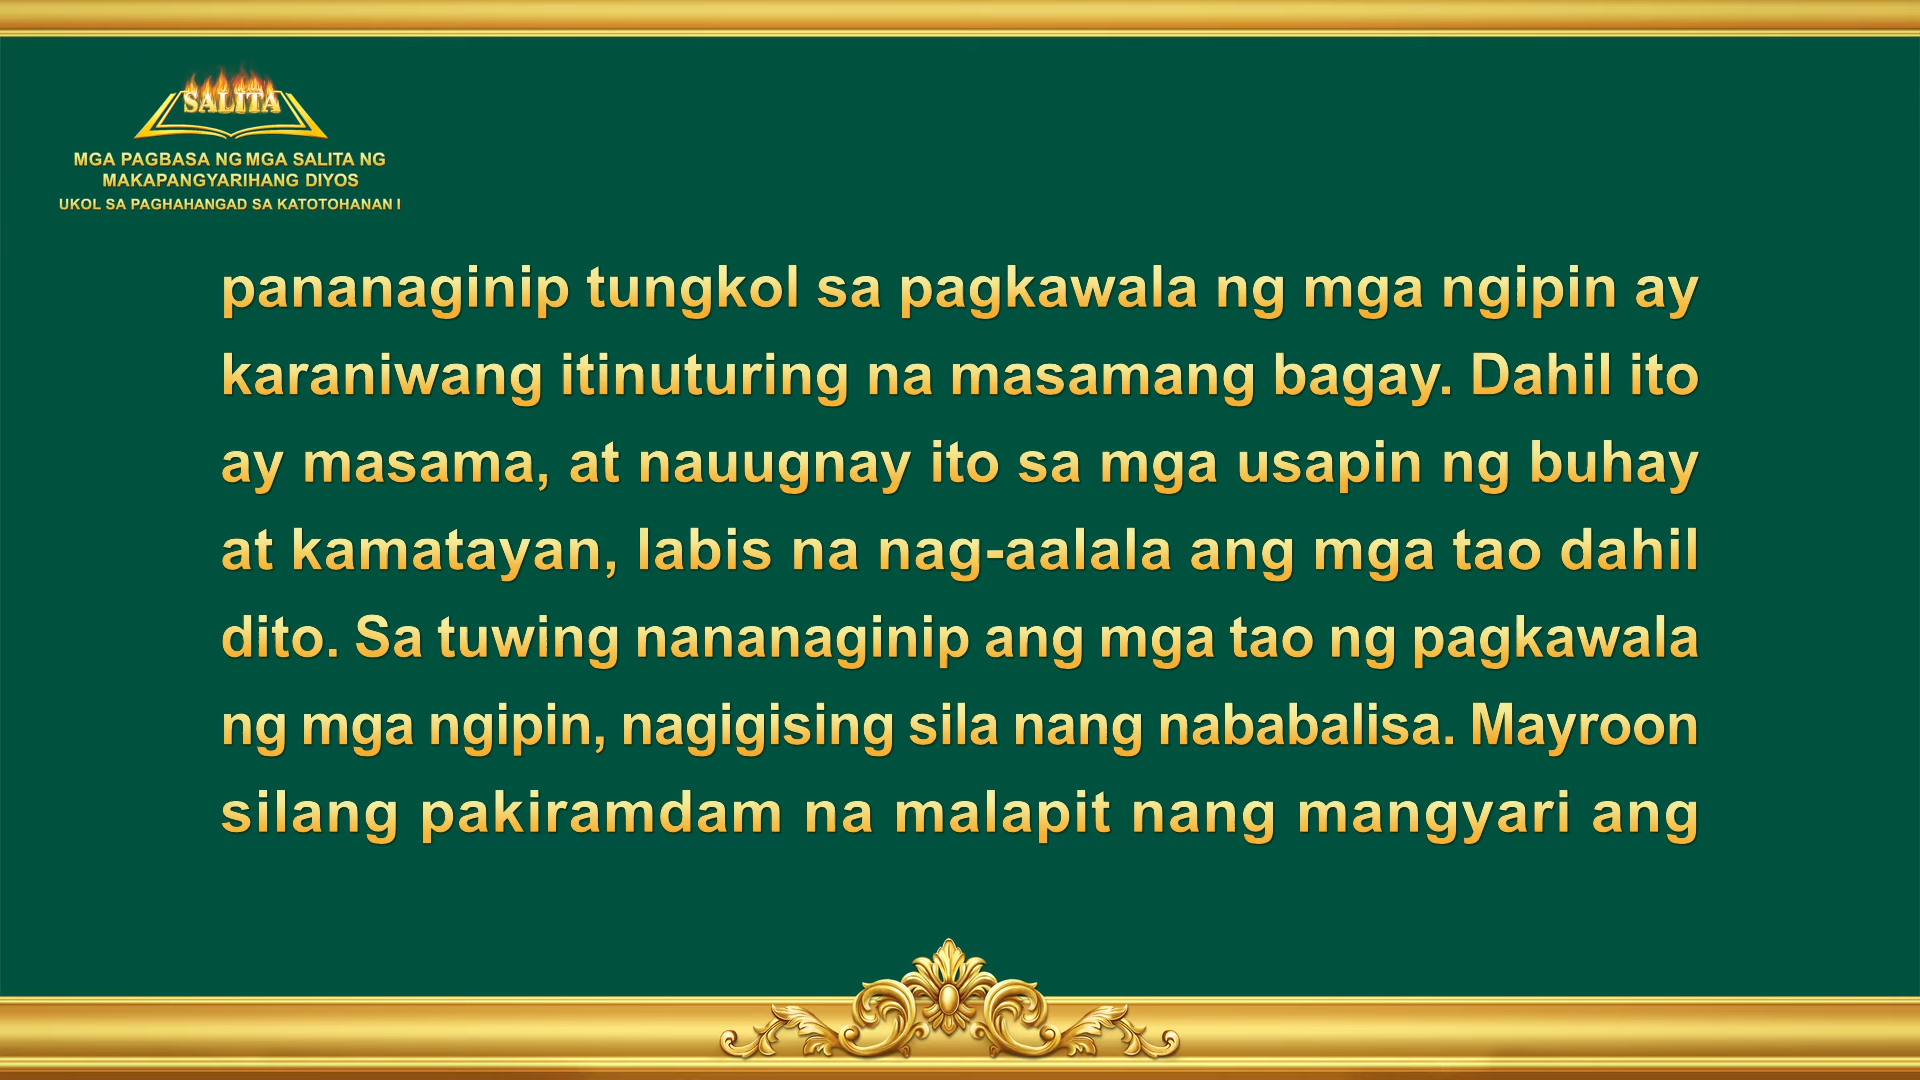 SALITA
MGA PAGBASA NG MGA SALITA NG
MAKAPANGYARIHANG DIYOS
UKOL SA PAGHAHANGAD SA KATOTOHANAN I
pananaginip tungkol sa pagkawala ng mga ngipin ay
karaniwang itinuturing na masamang bagay. Dahil ito
ay masama, at nauugnay ito sa mga usapin ng buhay
at kamatayan, labis na nag-aalala ang mga tao dahil
dito. Sa tuwing nananaginip ang mga tao ng pagkawala
ng mga ngipin, nagigising sila nang nababalisa. Mayroon
silang pakiramdam na malapit nang mangyari ang